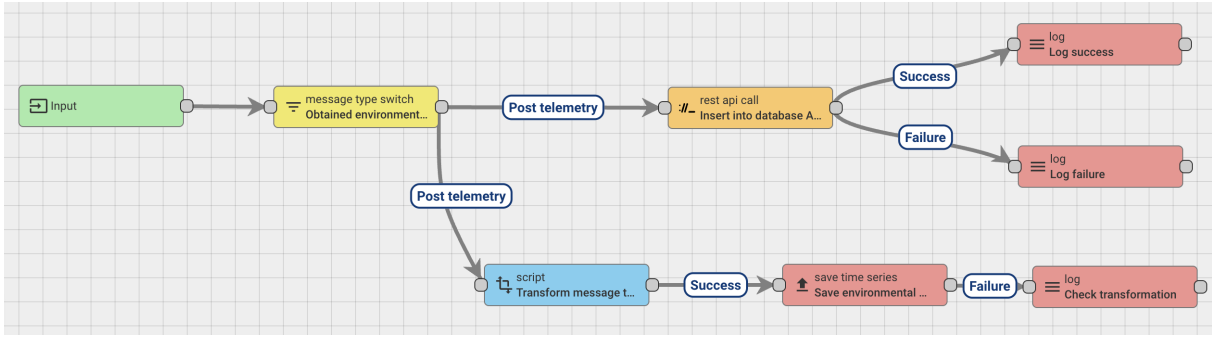 log
Log success
Success
Input
message type switch
Obtained environment...
Post telemetry
rest api call
Insert into database A...
Failure
log
Log failure
Post telemetry
script
Transform message t...
Success
save time series
Save environmental ...
Failure
log
Check transformation